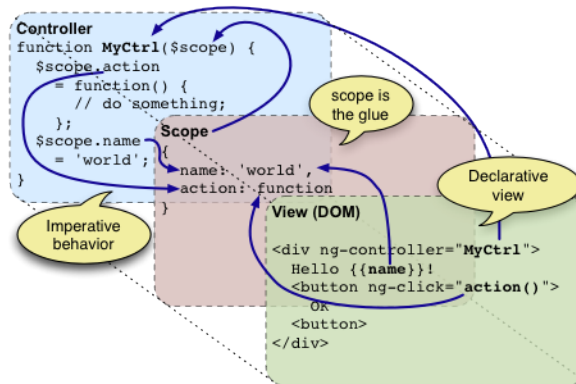 Controller
function MyCtrl($scope) {
$scope.action
= function() {
// do something;
};
$scope.name
= 'world';
}
scope is
the glue
Scope
{
name: 'world',
action: function
}
Imperative
behavior
Declarative
view
View (DOM)
<div ng-controller="MyCtrl">
Hello {{name}}!
<button ng-click="action()">
OK
<button>
</div>